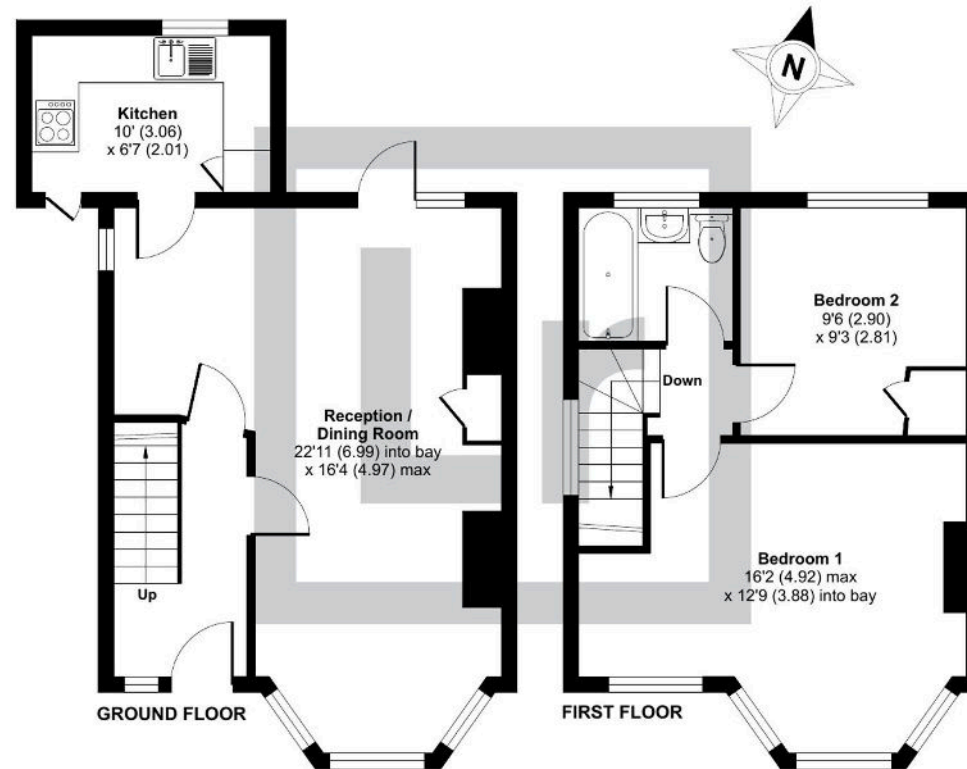 Kitchen
10' (3.06)
x 6'7 (2.01)
N
Bedroom 2
9'6 (2.90)
x 9'3 (2.81)
Down
Reception /
Dining Room
22'11 (6.99) into bay
x 16'4 (4.97) max
Bedroom 1
16'2 (4.92) max
x 12'9 (3.88) into bay
Up
GROUND FLOOR
FIRST FLOOR